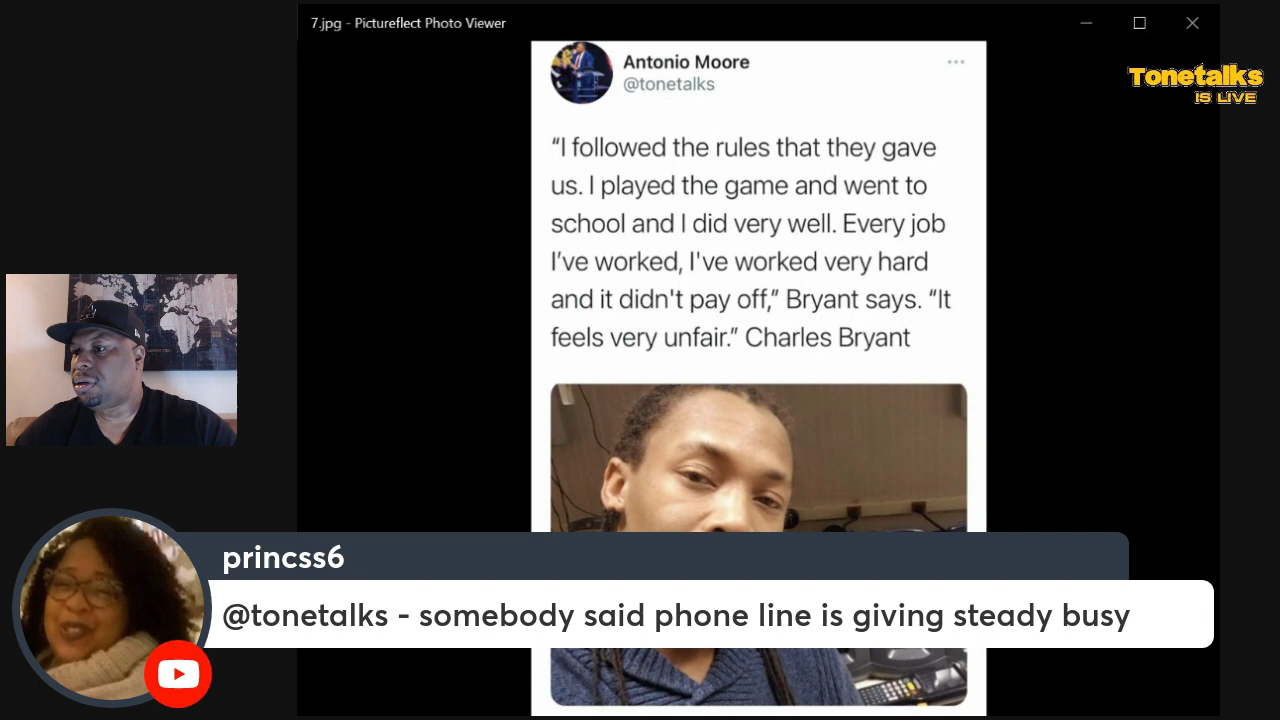 7.jpg - Pictureflect Photo Viewer
Antonio Moore
@tonetalks
Tonetalks
IS LIVE
“I followed the rules that they gave
us. I played the game and went to
school and I did very well. Every job
I’ve worked, I've worked very hard
and it didn't pay off,” Bryant says. “It
feels very unfair.” Charles Bryant
princss6
@tonetalks - somebody said phone line is giving steady busy